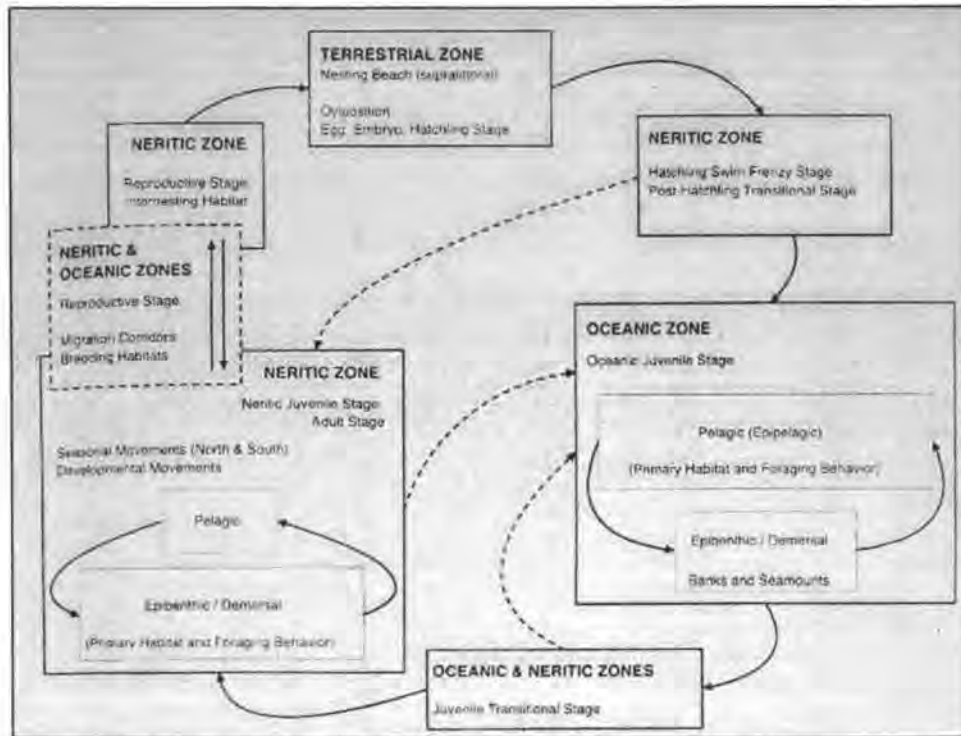 TERRESTRIAL ZONE
Nesting Beach (supralittoral)
Oviposition
Egg, Embryo, Hatchling Stage
NERITIC ZONE
Hatchling Swim Frenzy Stage
Post-Hatchling Transitional Stage
OCEANIC ZONE
Oceanic Juvenile Stage
Pelagic (Epipelagic)
(Primary Habitat and Foraging Behavior)
Epibenthic / Demersal
Banks and Seamounts
OCEANIC & NERITIC ZONES
Juvenile Transitional Stage
NERITIC ZONE
Neritic Juvenile Stage
Adult Stage
Seasonal Movements (North & South)
Developmental Movements
Pelagic
Epibenthic / Demersal
(Primary Habitat and Foraging Behavior)
NERITIC &
OCEANIC ZONES
Reproductive Stage
Migration Corridors
Breeding Habitats
NERITIC ZONE
Reproductive Stage
Internesting Habitat